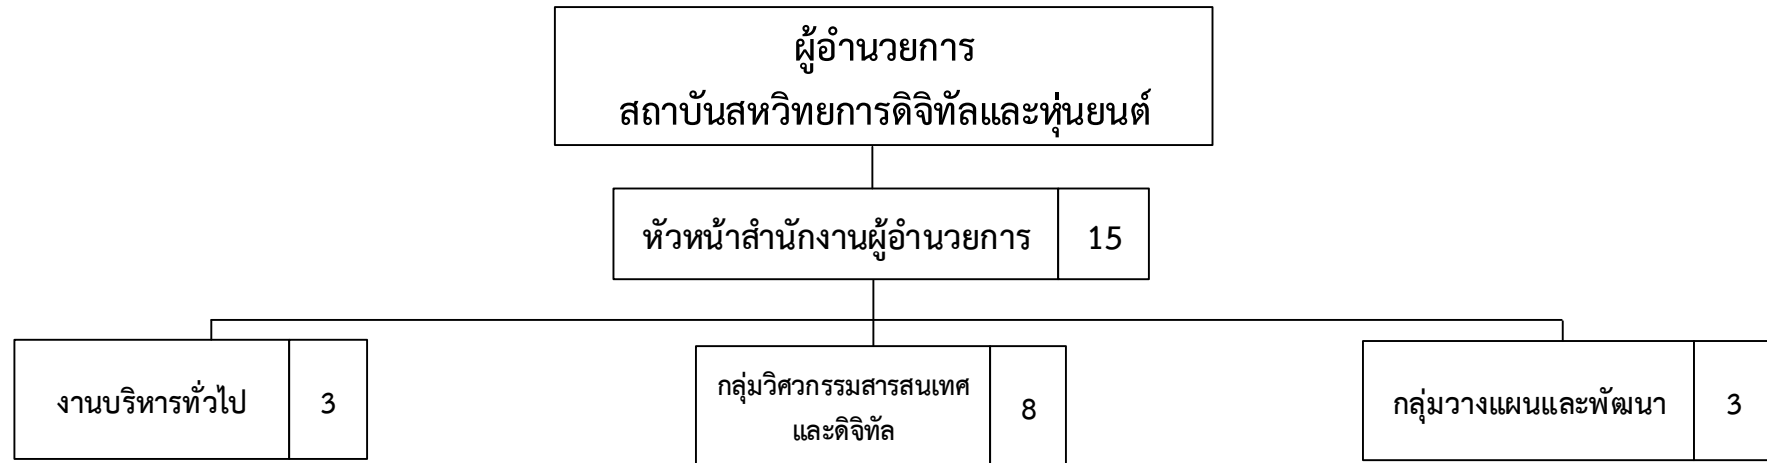 ผู้อำนวยการ
สถาบันสหวิทยการดิจิทัลและหุ่นยนต์
หัวหน้าสำนักงานผู้อำนวยการ 15
งานบริหารทั่วไป 3
กลุ่มวิศวกรรมสารสนเทศ
และดิจิทัล 8
กลุ่มวางแผนและพัฒนา 3